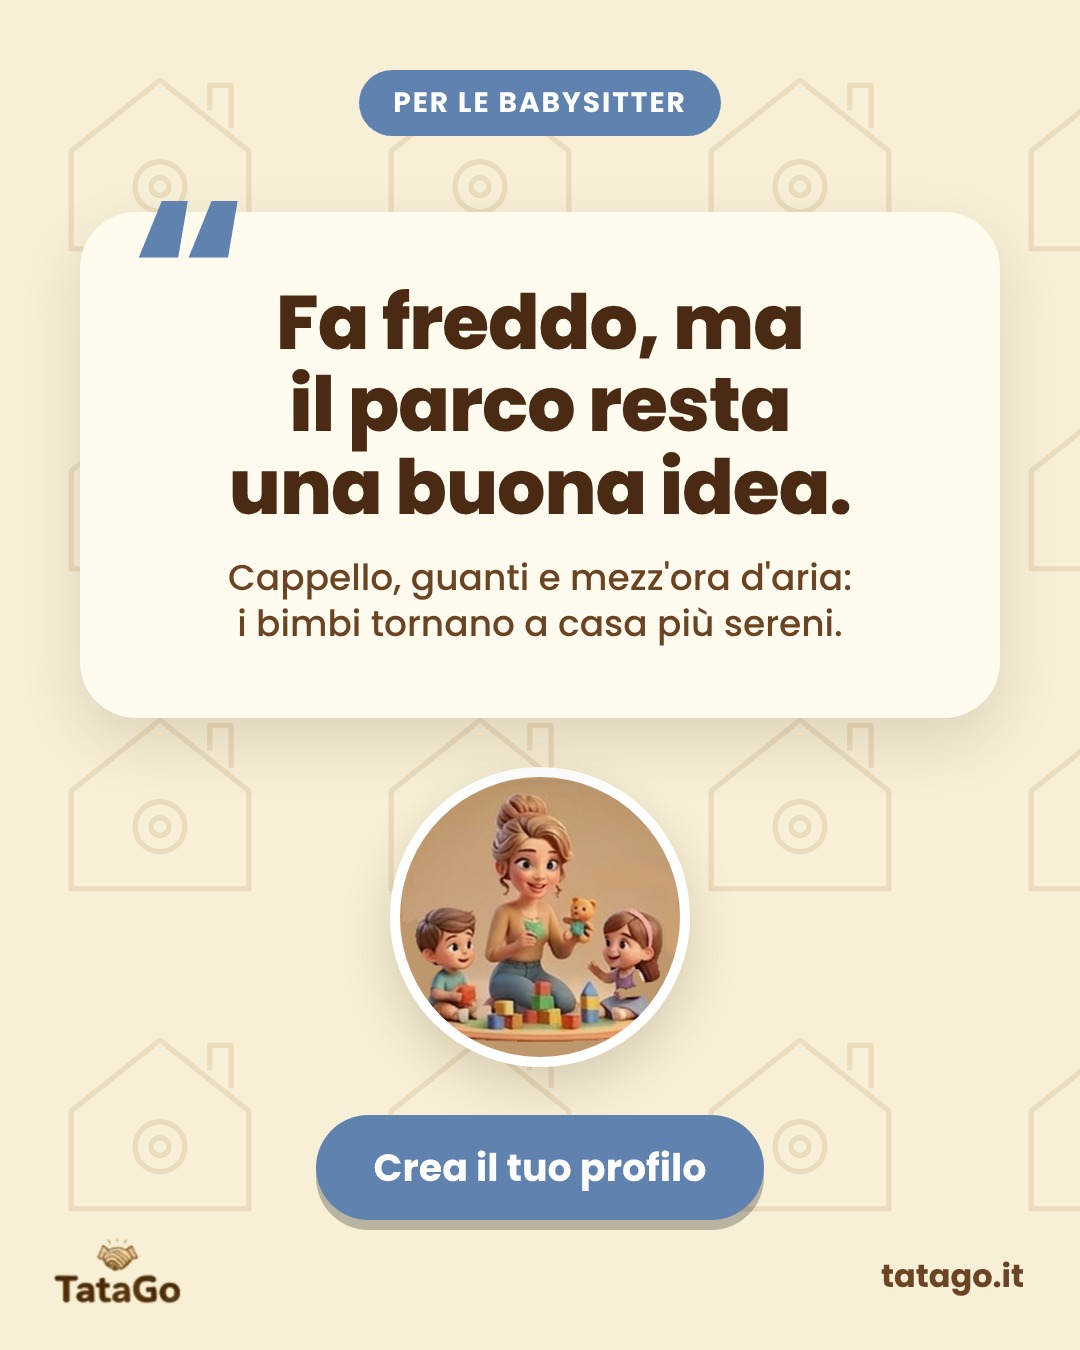 PER LE BABYSITTER
Fa freddo, ma
il parco resta
una buona idea.
Cappello, guanti e mezz'ora d'aria:
i bimbi tornano a casa più sereni.
Crea il tuo profilo
TataGo
tatago.it